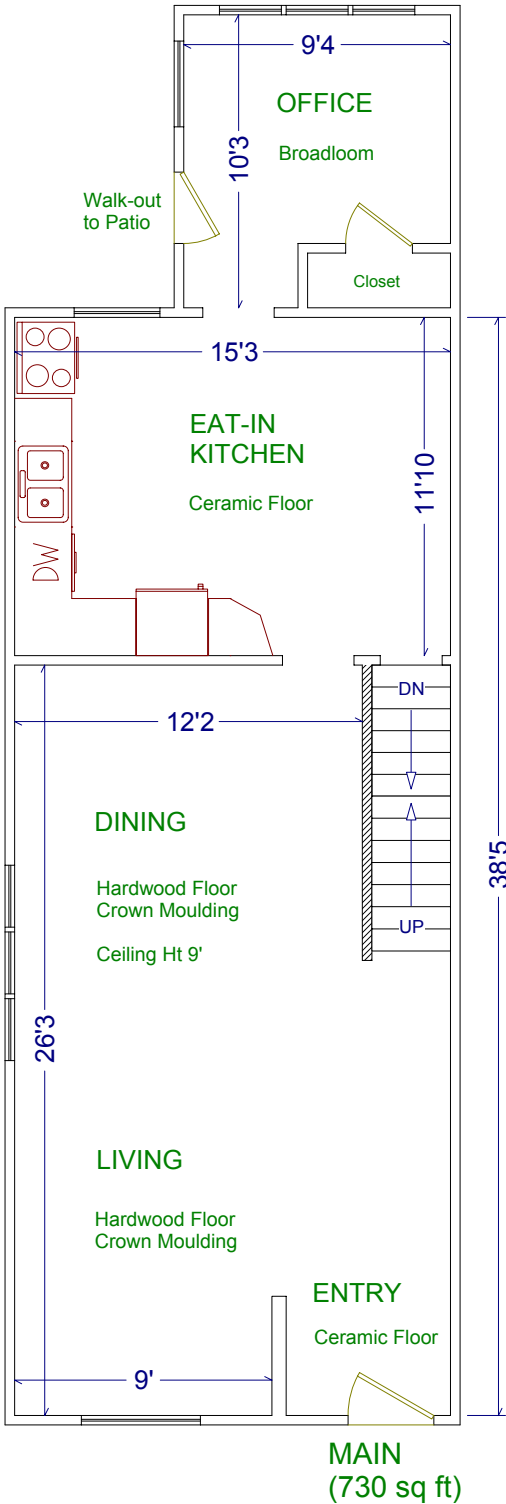 9'4
OFFICE
10'3
Broadloom
Walk-out
to Patio
Closet
15'3
EAT-IN
KITCHEN
11'10
Ceramic Floor
DW
DN
12'2
DINING
38'5
Hardwood Floor
Crown Moulding
UP
Ceiling Ht 9'
26'3
LIVING
Hardwood Floor
Crown Moulding
ENTRY
Ceramic Floor
9'
MAIN
(730 sq ft)